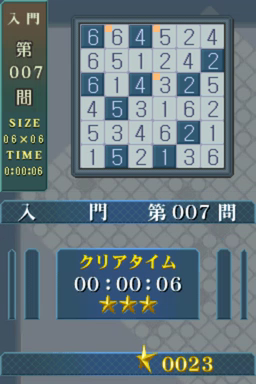 入門
第
007
問
SIZE
06×06
TIME
0:00:06
6 6 4 5 2 4
6 5 1 2 4 2
6 1 4 3 2 5
4 5 3 1 6 2
5 3 4 6 2 1
1 5 2 1 3 6
入 門 第007問
クリアタイム
00:00:06
0023